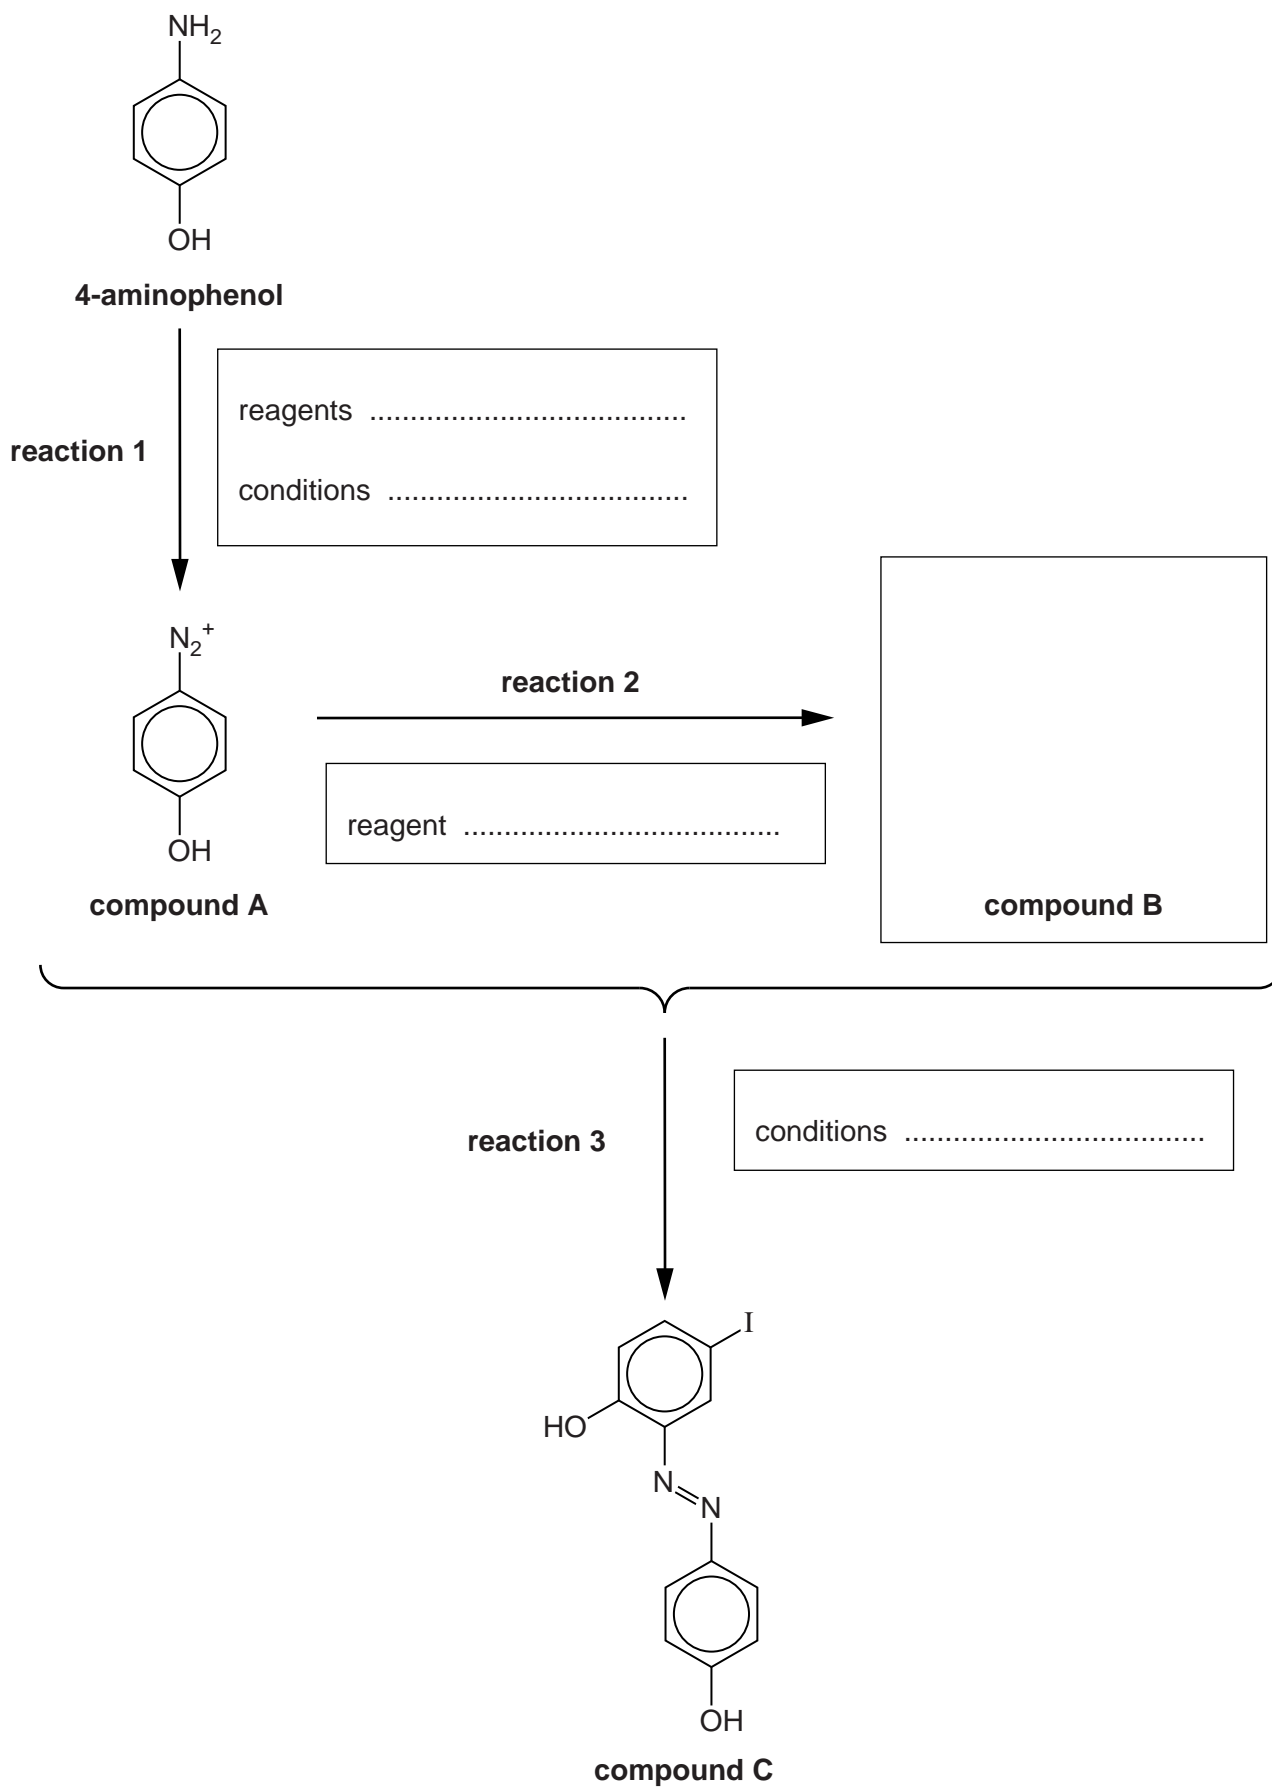 NH₂
OH
4-aminophenol
reagents ......................................
conditions ....................................
reaction 1
N₂⁺
OH
compound A
reaction 2
reagent ......................................
compound B
reaction 3
conditions ....................................
I
HO
N
N
OH
compound C